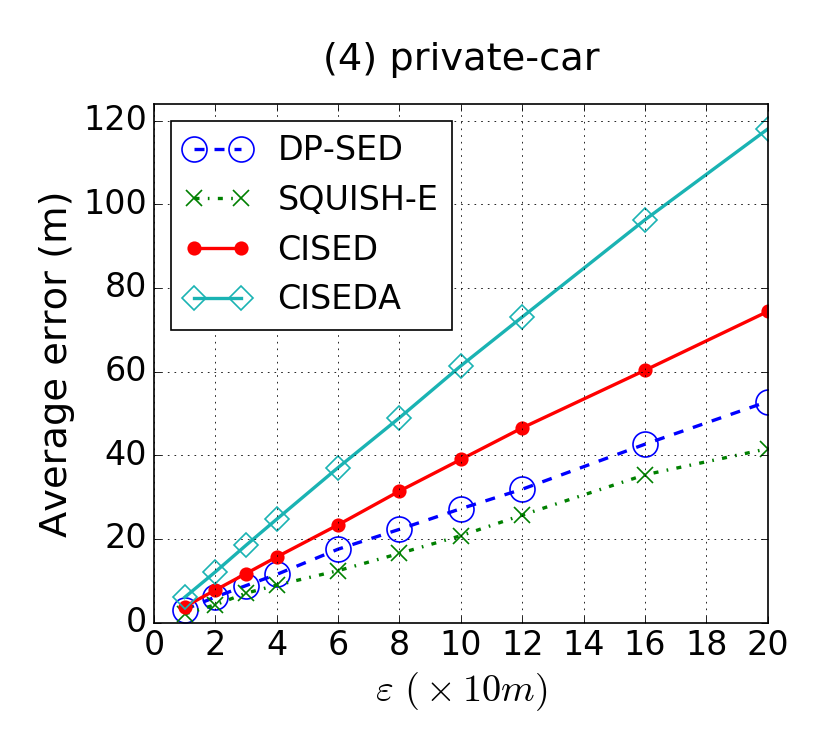 (4) private-car
DP-SED
SQUISH-E
CISED
CISEDA
Average error (m)
120
100
80
60
40
20
0
0 2 4 6 8 10 12 14 16 18 20
ε (×10m)